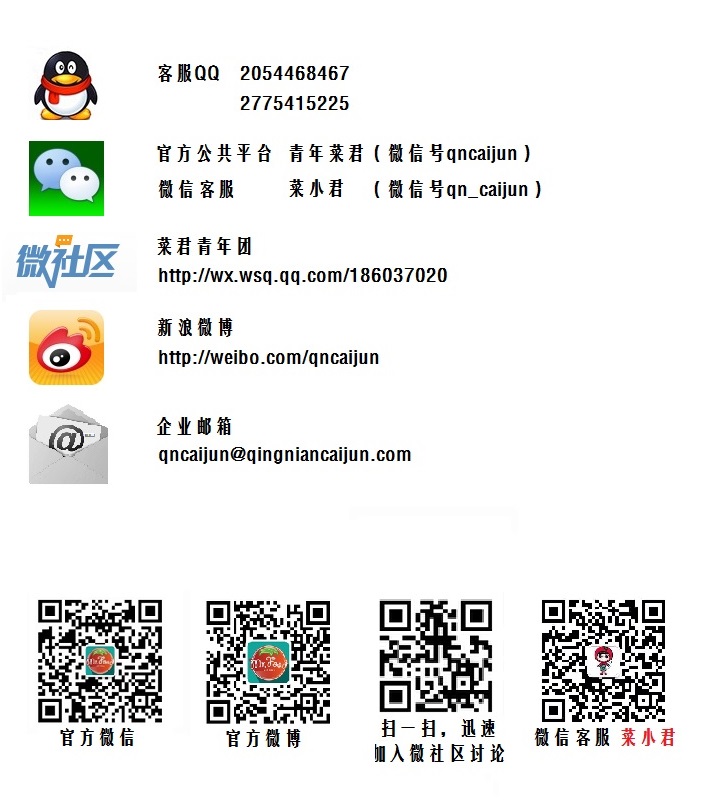 客服QQ 2054468467
2775415225
官方公共平台 青年菜君（微信号qncaijun）
微信客服 菜小君 （微信号qn_caijun）
微社区
菜君青年团
http://wx.wsq.qq.com/186037020
新浪微博
http://weibo.com/qncaijun
企业邮箱
qncaijun@qingniancaijun.com
官方微信
官方微博
扫一扫，迅速
加入微社区讨论
微信客服 菜小君